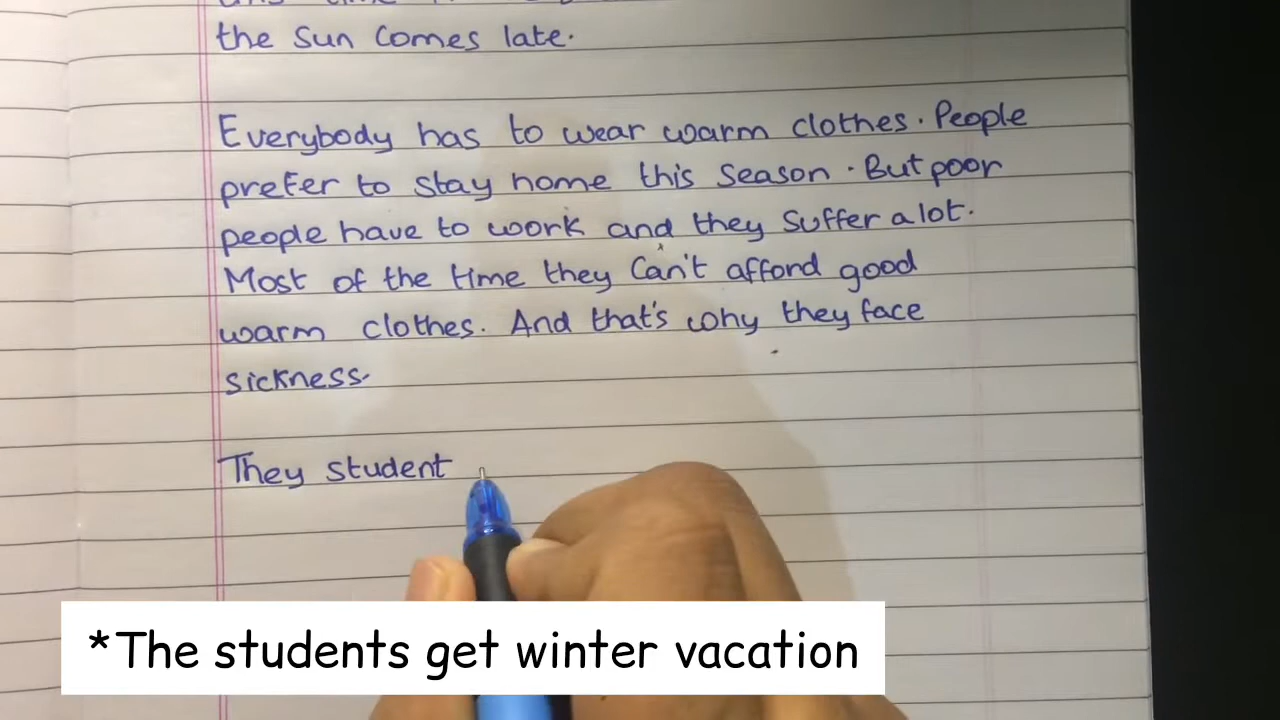 the sun comes late.
Everybody has to wear warm clothes. People
prefer to stay home this season. But poor
people have to work and they suffer a lot.
Most of the time they can't afford good
warm clothes. And that's why they face
sickness.
They student
*The students get winter vacation